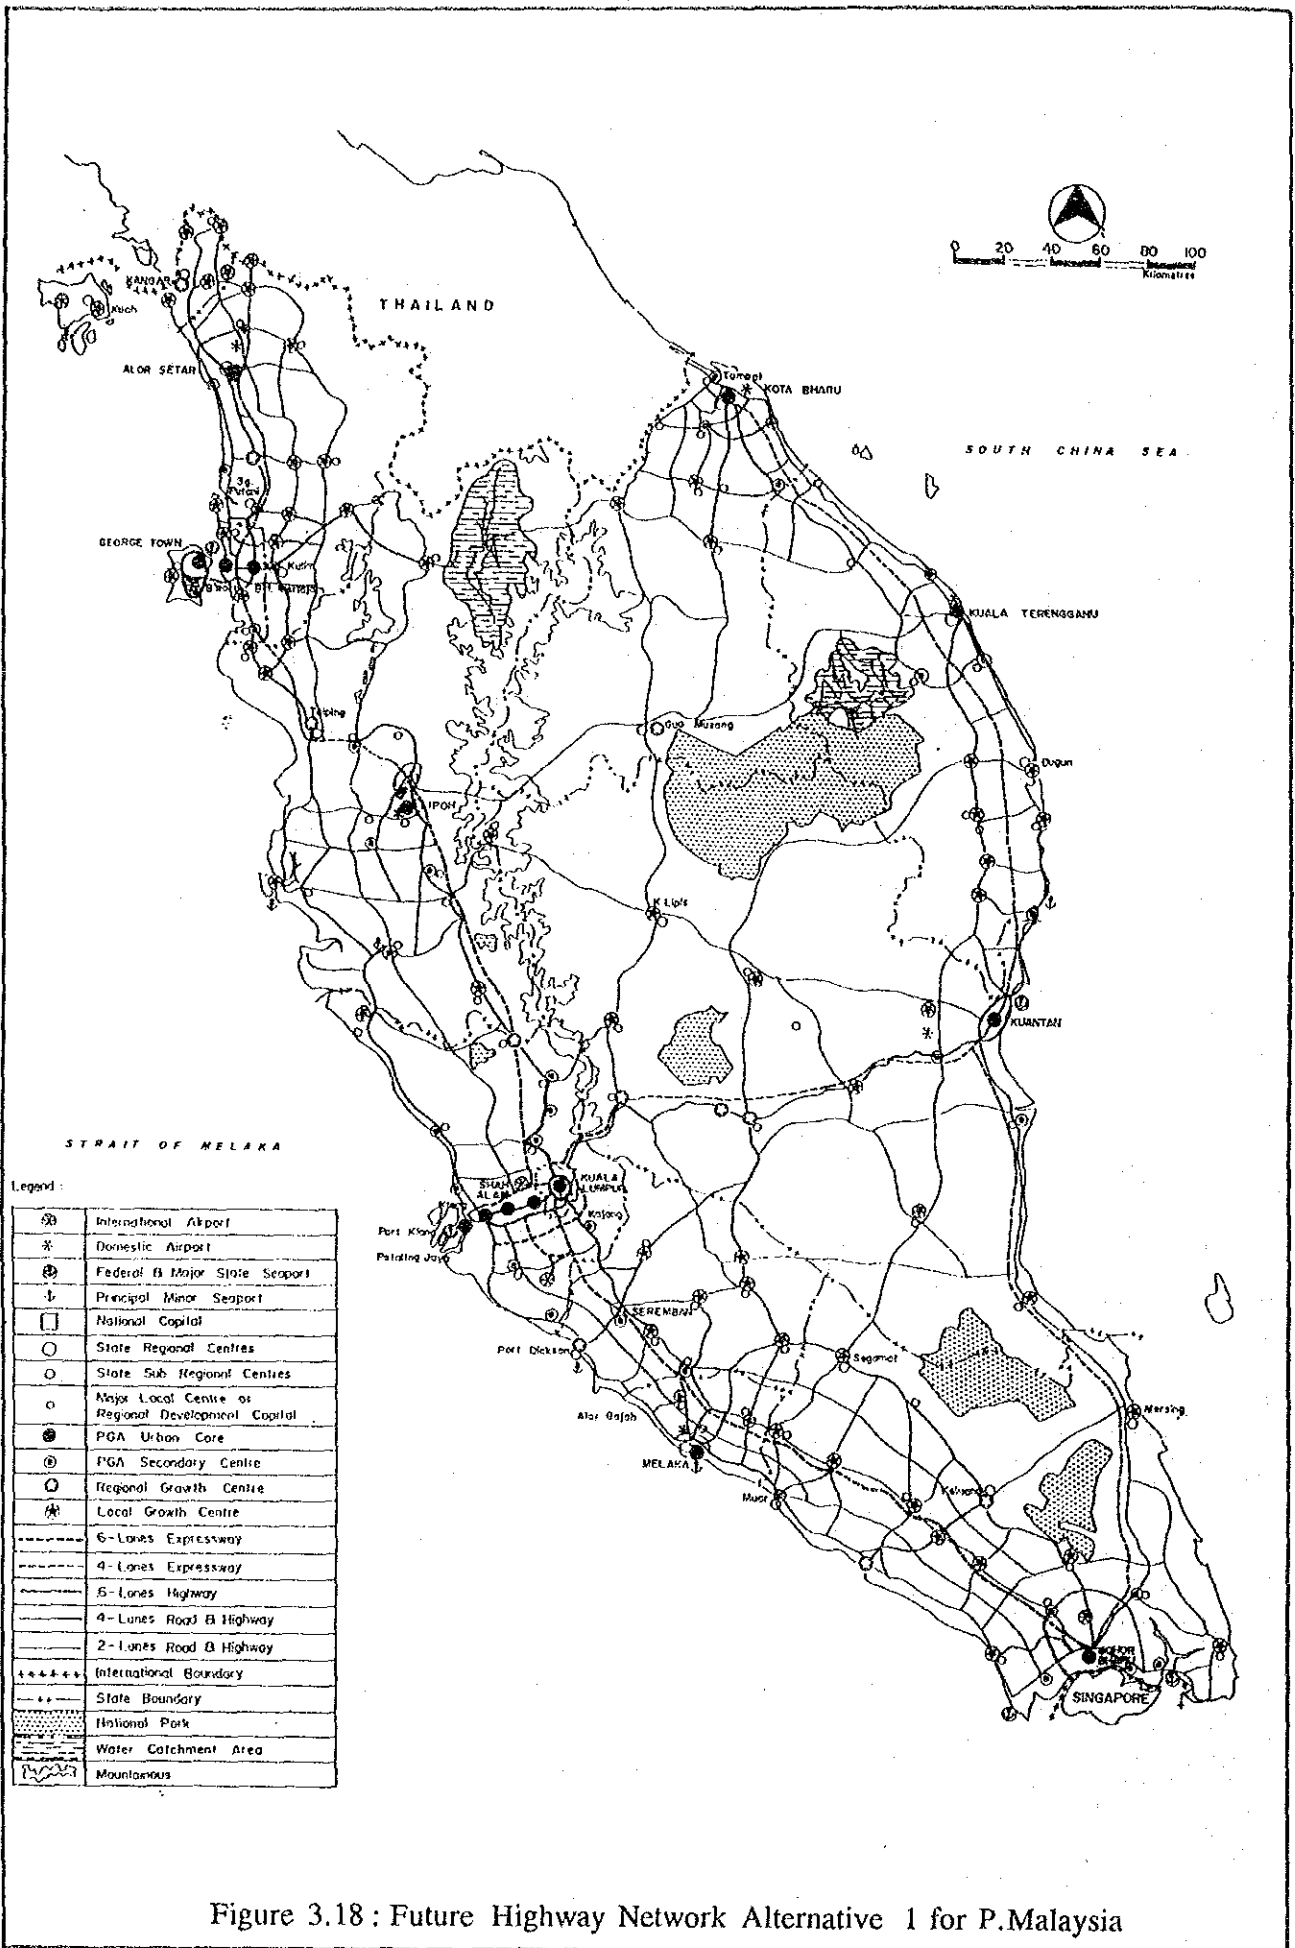 0 20 40 60 80 100
Kilometres
THAILAND
KANGAR
Kuah
ALOR SETAR
Tumpat
KOTA BHARU
SOUTH CHINA SEA
Sg.
Petani
GEORGE TOWN
Kulim
KUALA TERENGGANU
Taiping
Gua Musang
Dugun
IPOH
K Lipis
KUANTAN
STRAIT OF MELAKA
SHAH
ALAM
KUALA
LUMPUR
Klang
Kajang
Port Klang
Petaling Jaya
SEREMBAN
Port Dickson
Segamat
Alor Gajah
Mersing
MELAKA
Muar
Keluang
JOHOR
BAHRU
SINGAPORE
Legend :
International Airport
Domestic Airport
Federal & Major State Seaport
Principal Minor Seaport
National Capital
State Regional Centres
State Sub Regional Centres
Major Local Centre or
Regional Development Capital
PGA Urban Core
PGA Secondary Centre
Regional Growth Centre
Local Growth Centre
6-Lanes Expressway
4-Lanes Expressway
6-Lanes Highway
4-Lanes Road & Highway
2-Lanes Road & Highway
International Boundary
State Boundary
National Park
Water Catchment Area
Mountainous
Figure 3.18 : Future Highway Network Alternative 1 for P.Malaysia